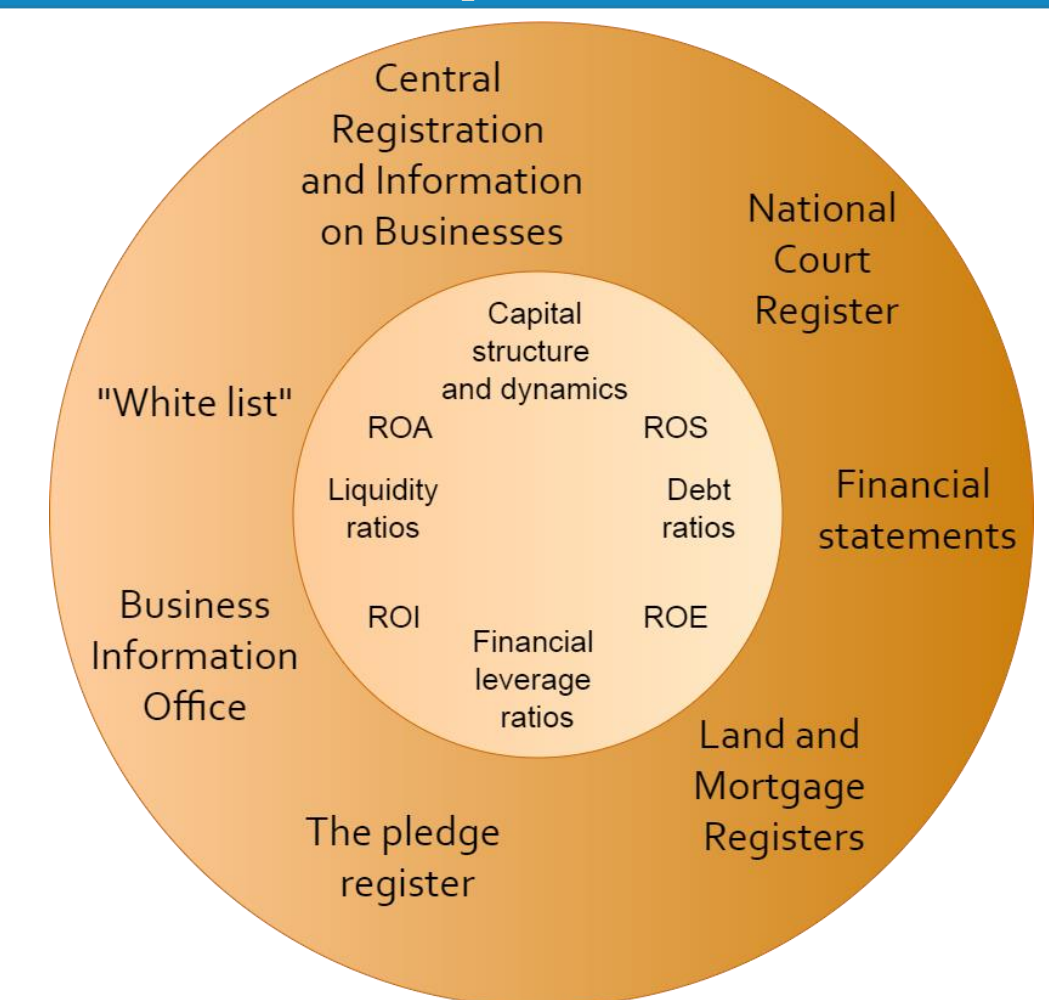 Central
Registration
and Information
on Businesses
National
Court
Register
"White list"
Financial
statements
Business
Information
Office
Land and
Mortgage
Registers
The pledge
register
Capital
structure
and dynamics
ROA
ROS
Liquidity
ratios
Debt
ratios
ROI
ROE
Financial
leverage
ratios